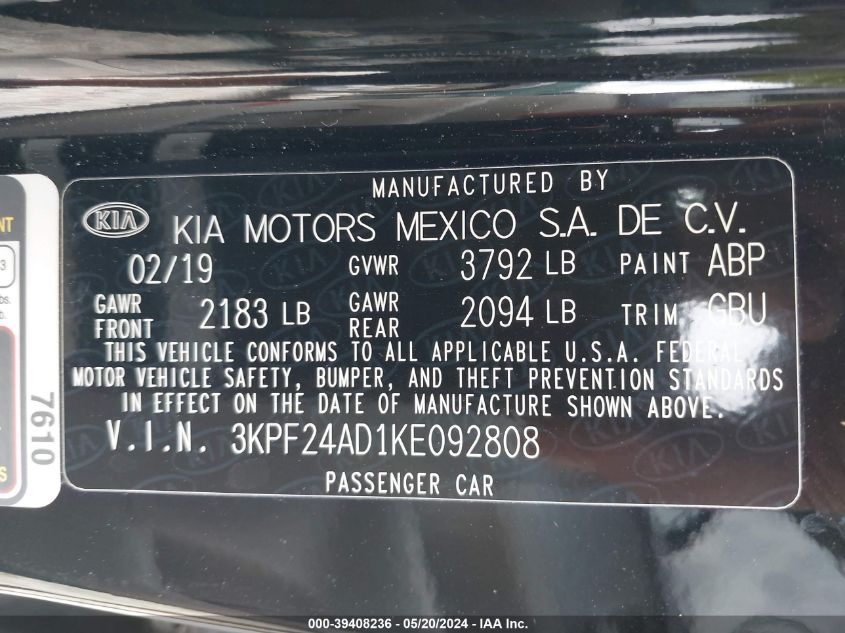 MANUFACTURED BY
KIA KIA MOTORS MEXICO S.A. DE C.V.
02/19 GVWR 3792 LB PAINT ABP
GAWR FRONT 2183 LB GAWR REAR 2094 LB TRIM GBU
THIS VEHICLE CONFORMS TO ALL APPLICABLE U.S.A. FEDERAL
MOTOR VEHICLE SAFETY, BUMPER, AND THEFT PREVENTION STANDARDS
IN EFFECT ON THE DATE OF MANUFACTURE SHOWN ABOVE.
V.I.N. 3KPF24AD1KE092808
PASSENGER CAR
7610
000-39408236 - 05/20/2024 - IAA Inc.